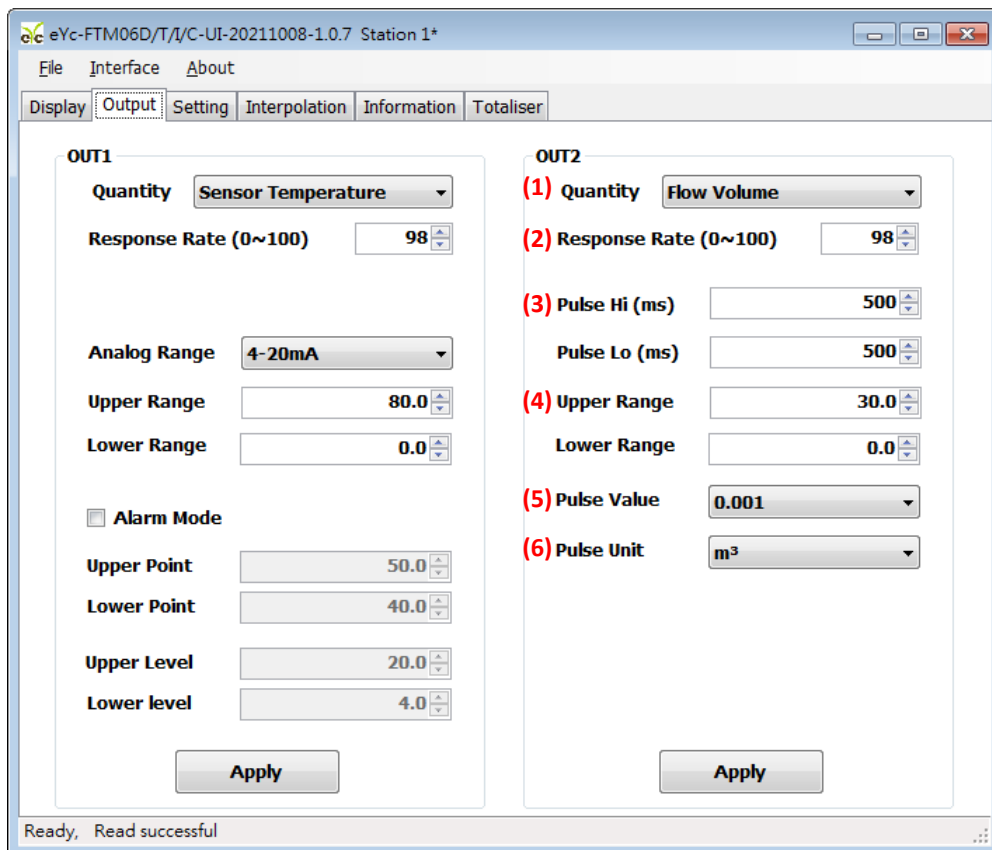 eYc-FTM06D/T/I/C-UI-20211008-1.0.7 Station 1*
File Interface About
Display Output Setting Interpolation Information Totaliser
OUT1
Quantity Sensor Temperature
Response Rate (0~100) 98
Analog Range 4-20mA
Upper Range 80.0
Lower Range 0.0
Alarm Mode
Upper Point 50.0
Lower Point 40.0
Upper Level 20.0
Lower level 4.0
Apply
OUT2
(1) Quantity Flow Volume
(2) Response Rate (0~100) 98
(3) Pulse Hi (ms) 500
Pulse Lo (ms) 500
(4) Upper Range 30.0
Lower Range 0.0
(5) Pulse Value 0.001
(6) Pulse Unit m³
Apply
Ready, Read successful